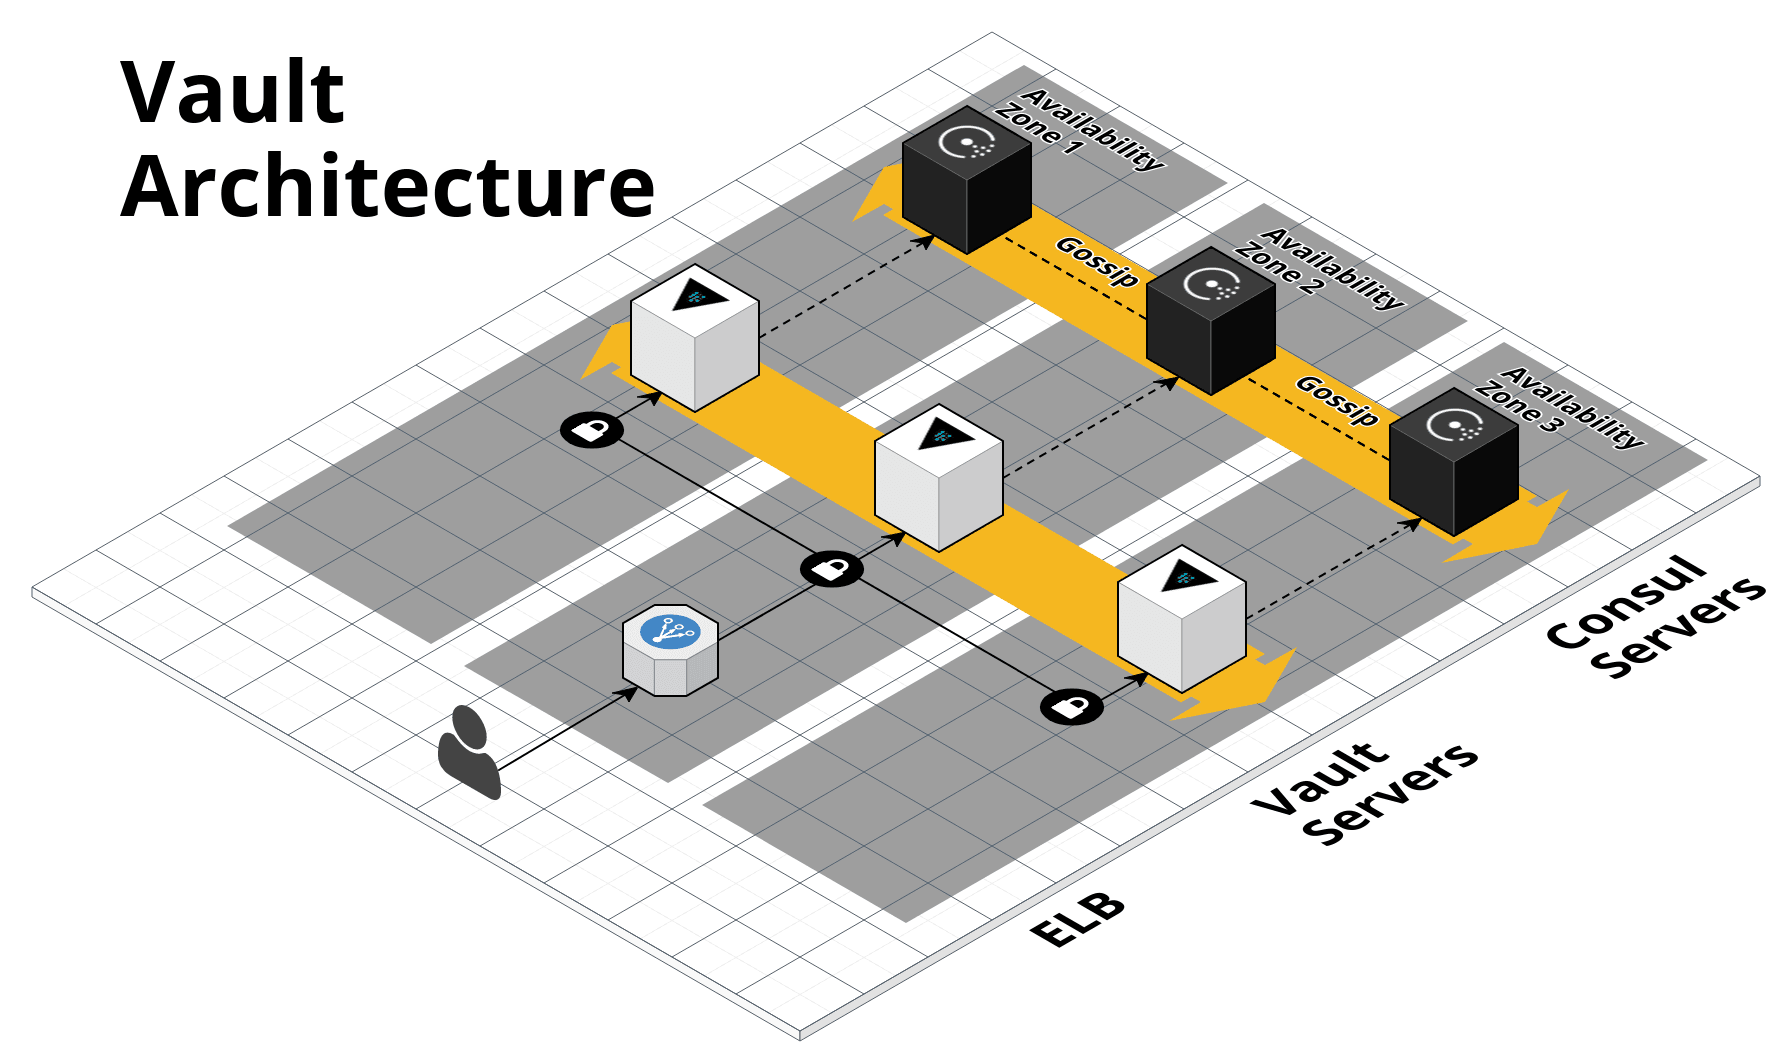 Vault
Architecture
Availability
Zone 1
Gossip
Availability
Zone 2
Gossip
Availability
Zone 3
Consul
Servers
Vault
Servers
ELB